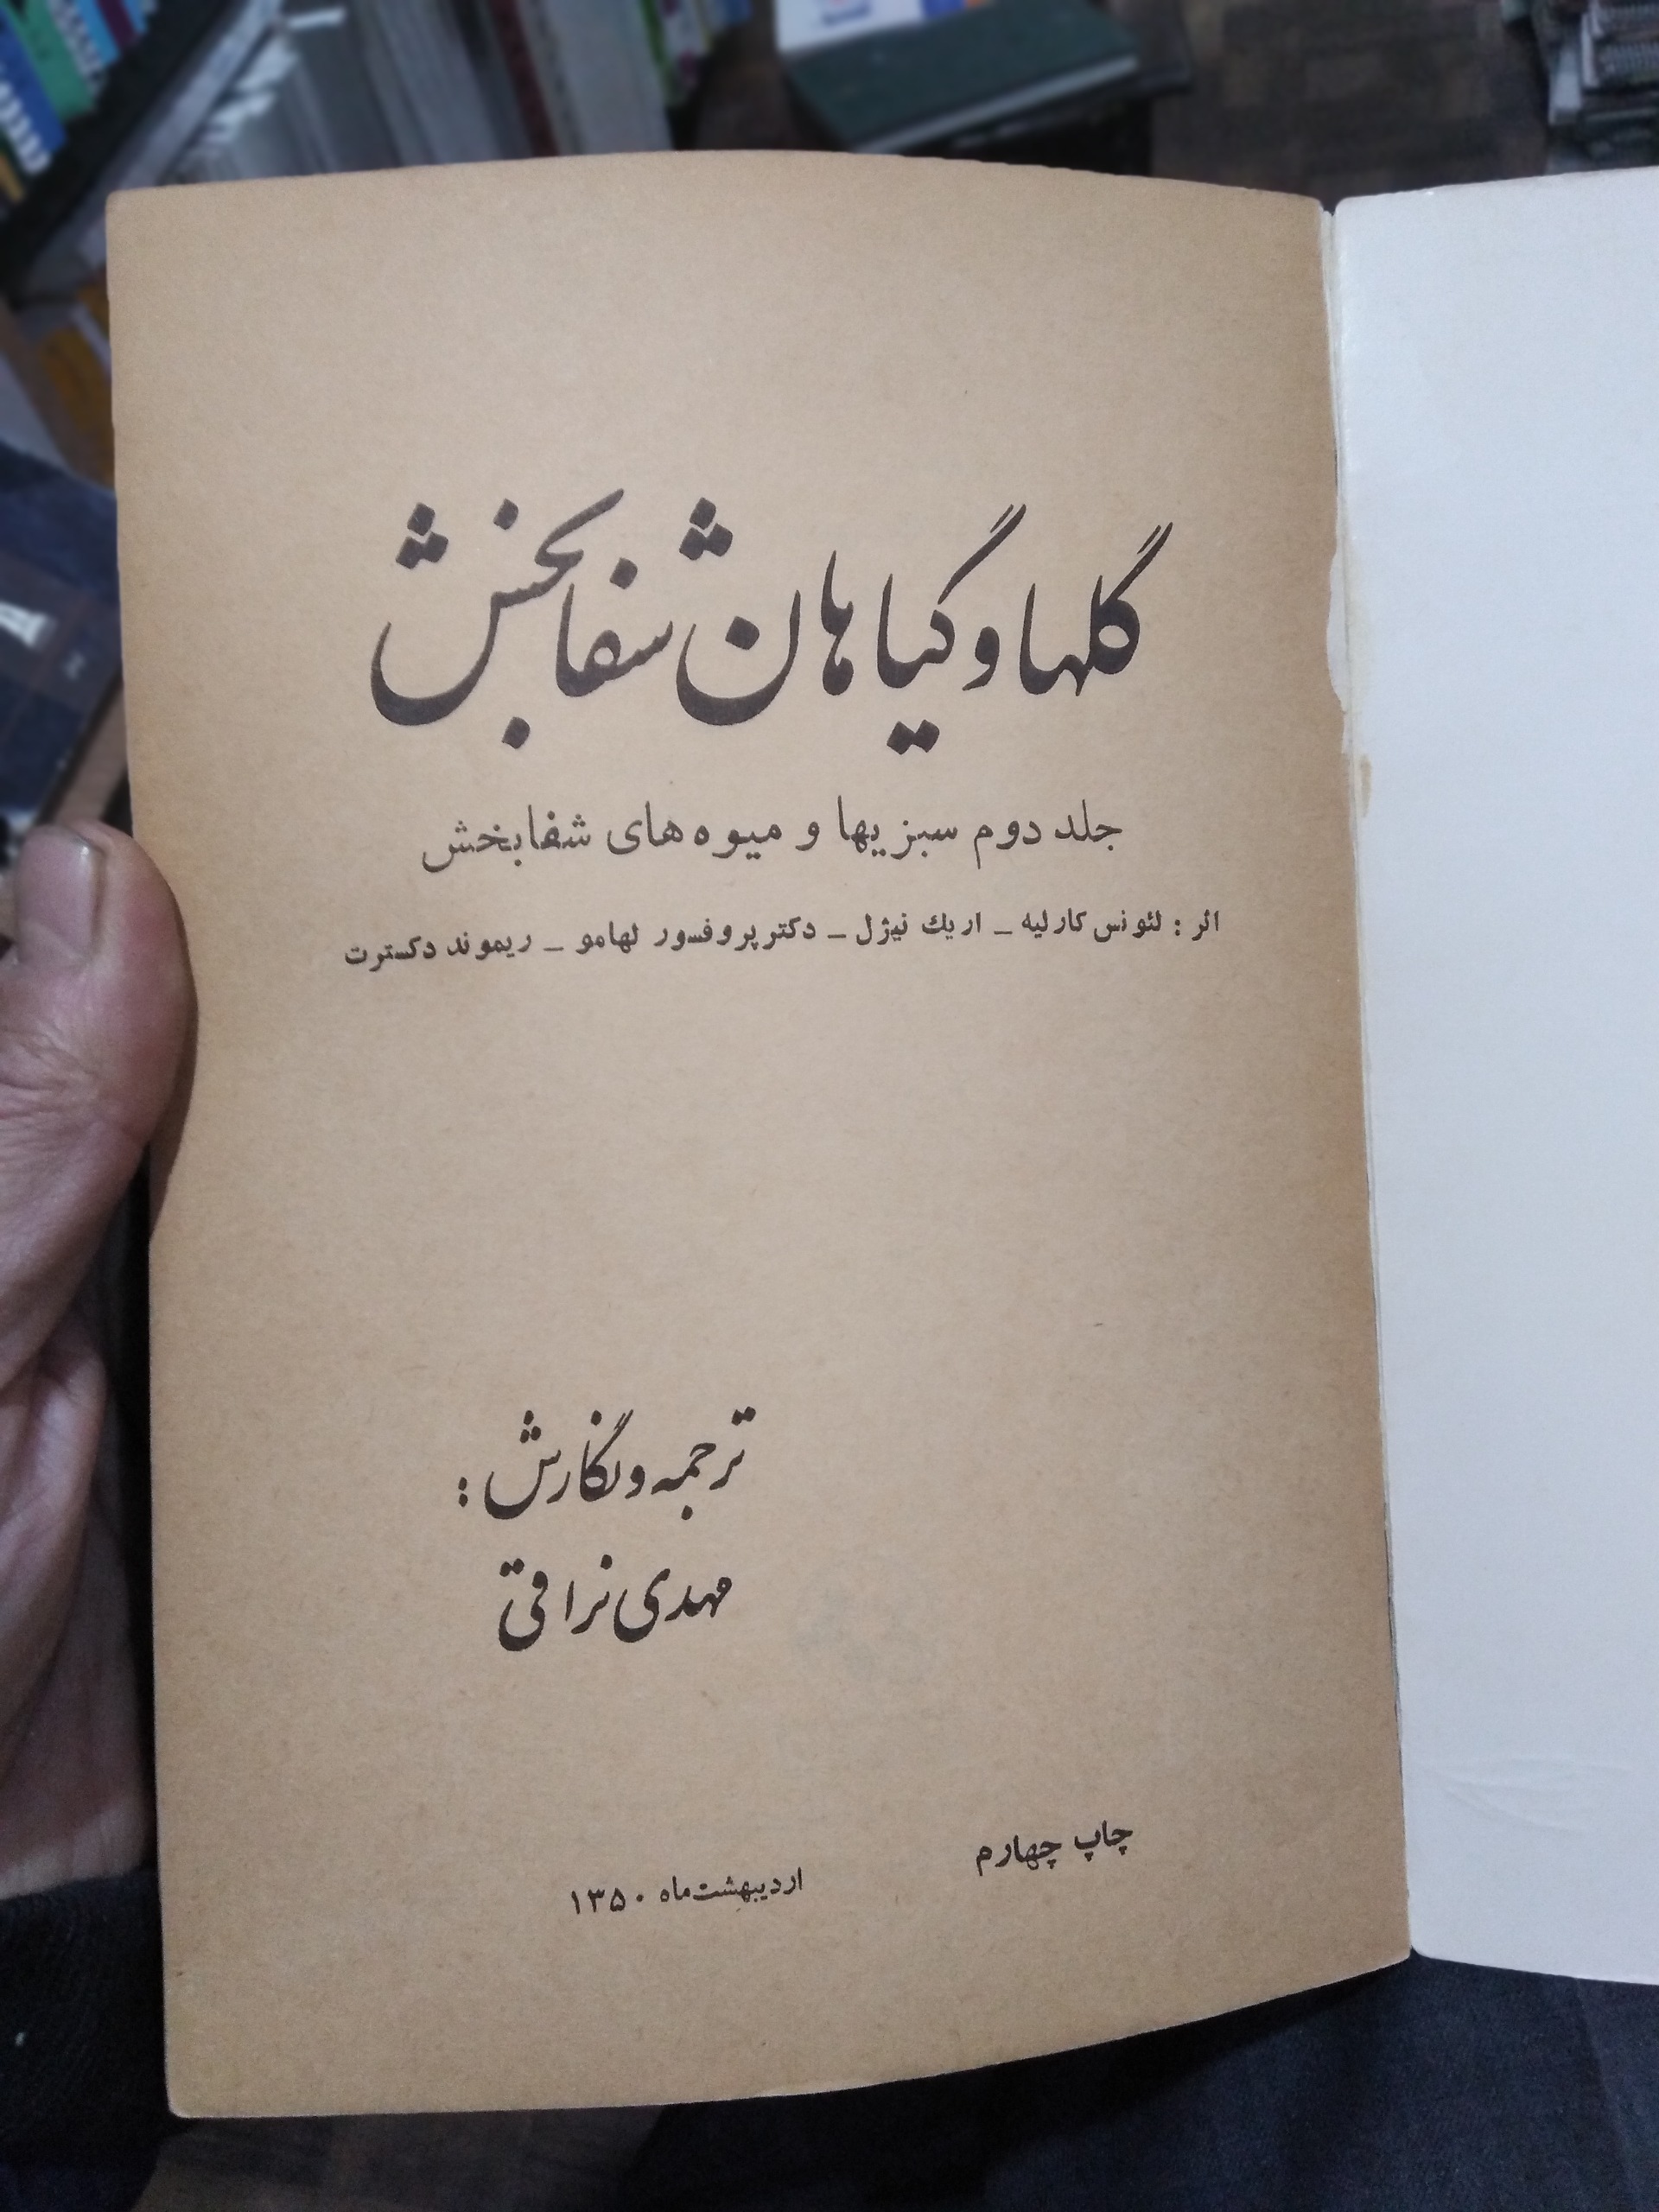 گلها و گیاهان شفابخش
جلد دوم سبزیها و میوه های شفابخش
اثر : لئونس کارلیه _ اریك نیژل _ دکتر پروفسور لهامو _ ریموند دکسترت
ترجمه و نگارش :
مهدی نراقی
چاپ چهارم
اردیبهشت ماه ۱۳۵۰